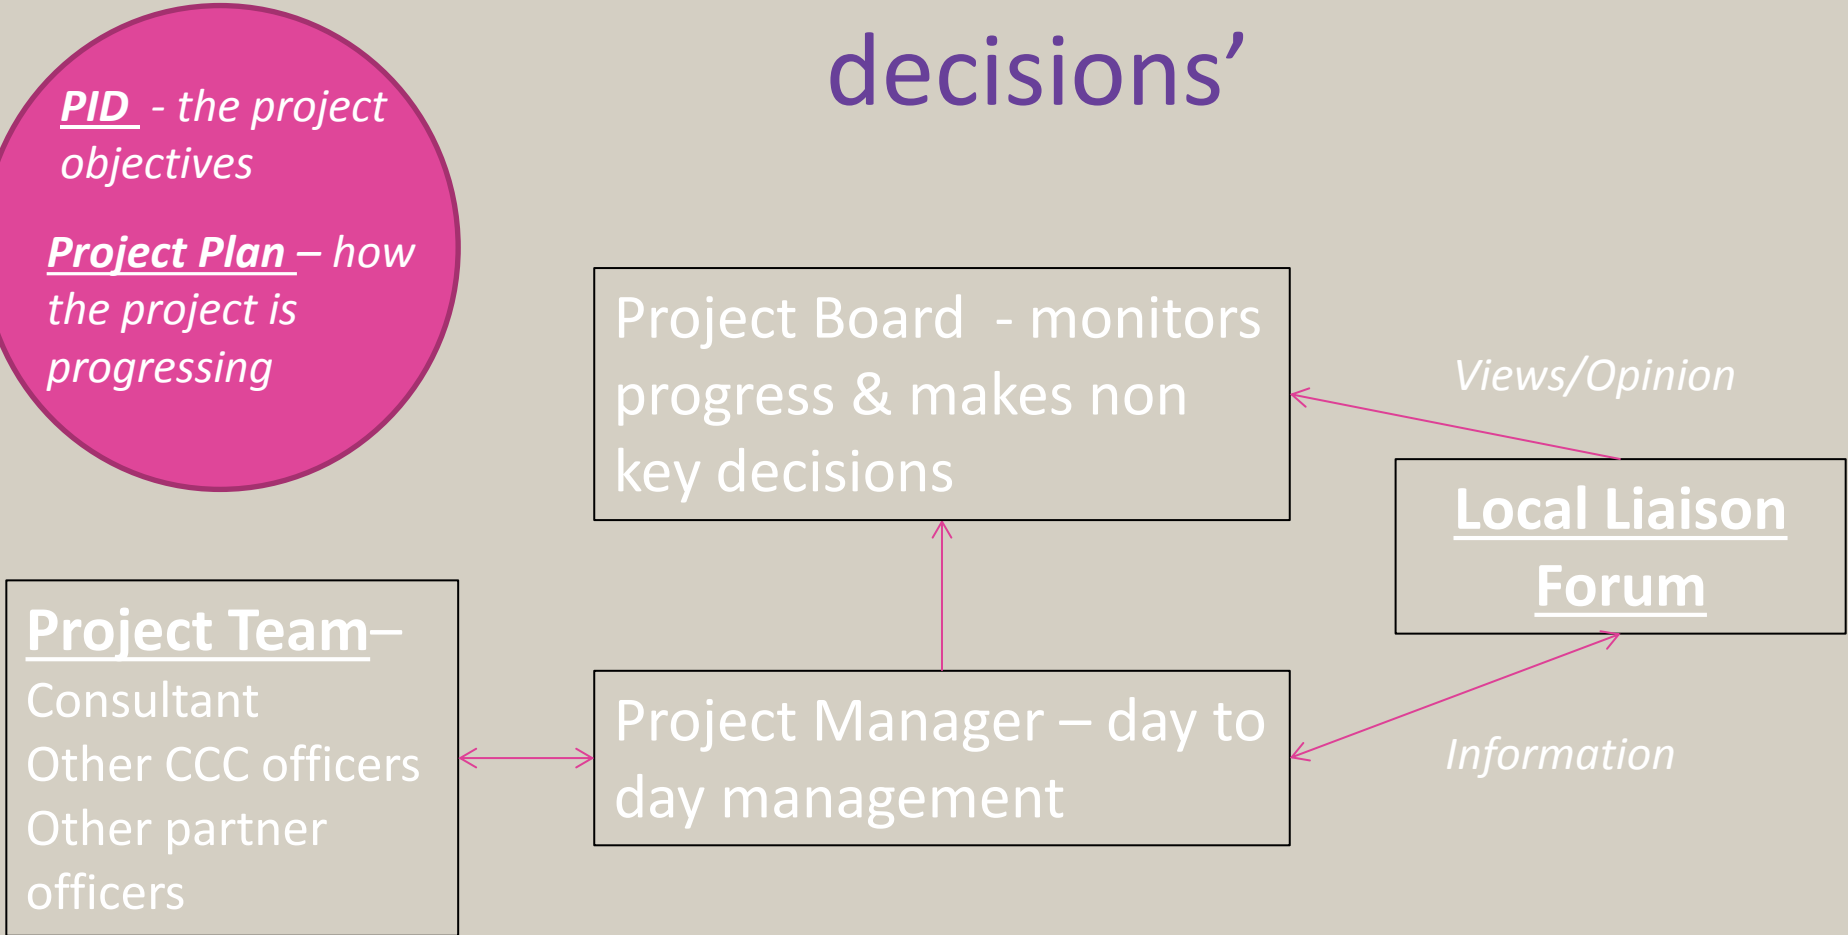 decisions’
PID - the project
objectives
Project Plan – how
the project is
progressing
Project Board - monitors
progress & makes non
key decisions
Views/Opinion
Local Liaison
Forum
Project Team–
Consultant
Other CCC officers
Other partner
officers
Project Manager – day to
day management
Information